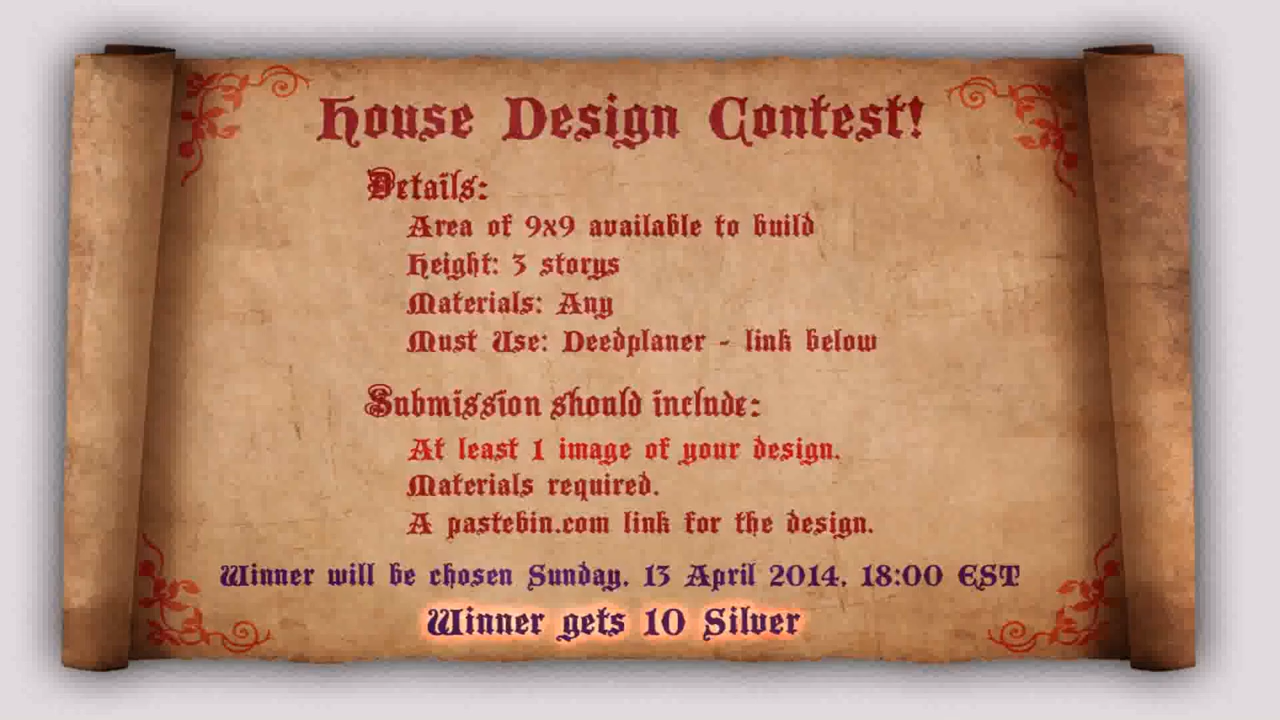 House Design Contest!
Details:
Area of 9x9 available to build
Height: 3 storys
Materials: Any
Must Use: Deedplaner - link below
Submission should include:
At least 1 image of your design.
Materials required.
A pastebin.com link for the design.
Winner will be chosen Sunday, 13 April 2014, 18:00 EST
Winner gets 10 Silver